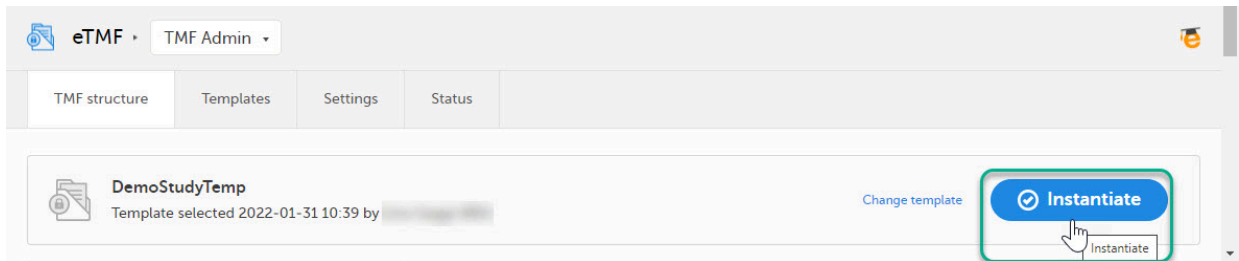 eTMF
TMF Admin
TMF structure Templates Settings Status
DemoStudyTemp
Template selected 2022-01-31 10:39 by
Change template
Instantiate
Instantiate